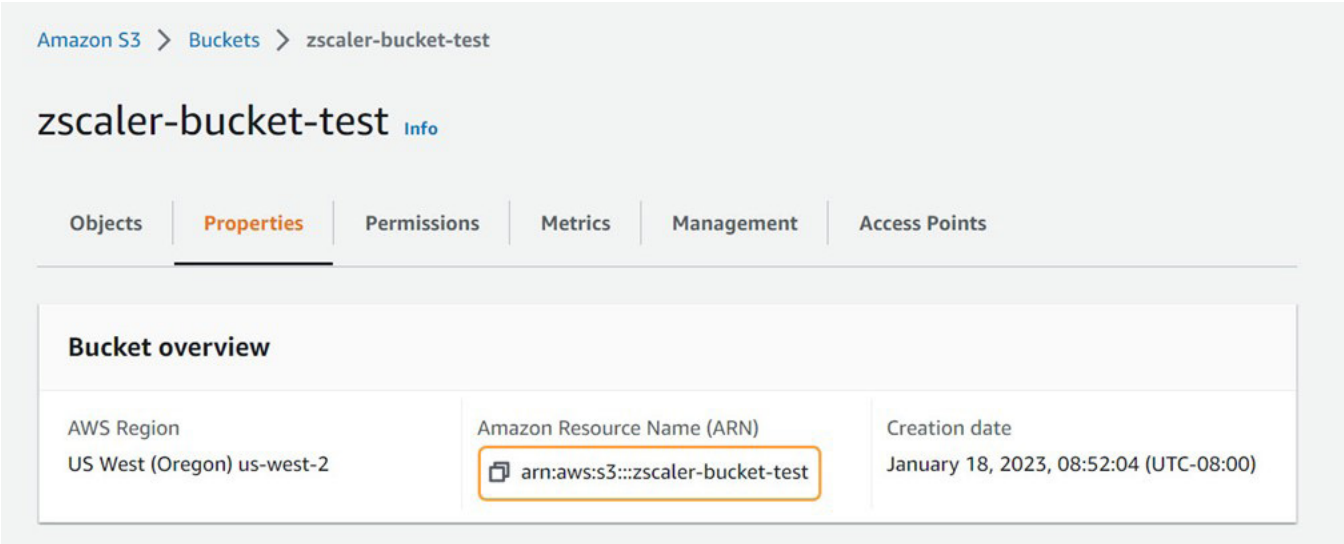 Amazon S3 > Buckets > zscaler-bucket-test
zscaler-bucket-test Info
Objects Properties Permissions Metrics Management Access Points
Bucket overview
AWS Region Amazon Resource Name (ARN) Creation date
US West (Oregon) us-west-2 arn:aws:s3:::zscaler-bucket-test January 18, 2023, 08:52:04 (UTC-08:00)